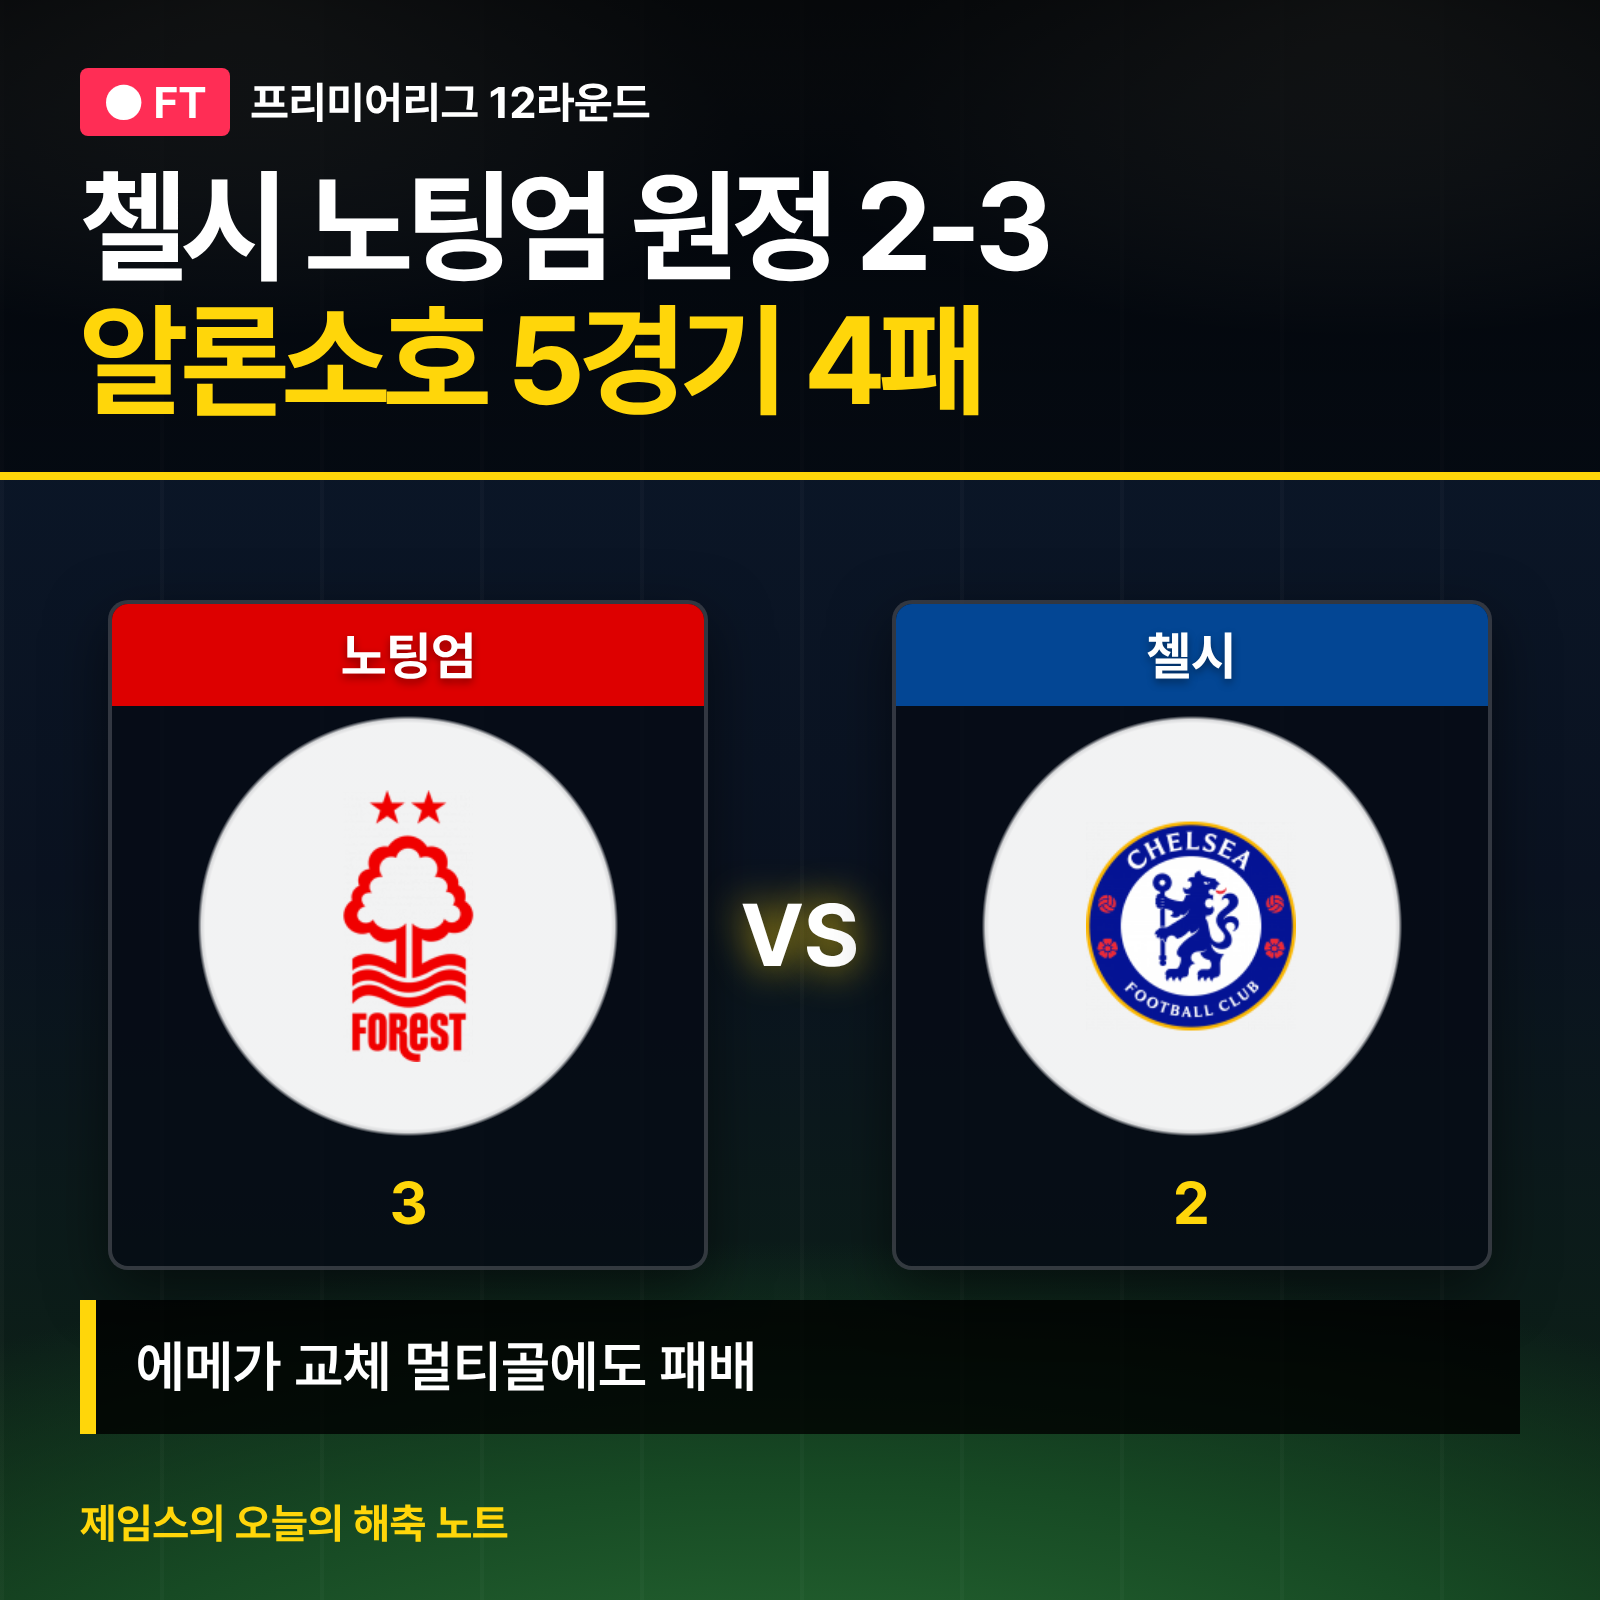 FT 프리미어리그 12라운드
첼시 노팅엄 원정 2-3
알론소호 5경기 4패
노팅엄
첼시
FOREST
CHELSEA
FOOTBALL CLUB
VS
3
2
에메가 교체 멀티골에도 패배
제임스의 오늘의 해축 노트